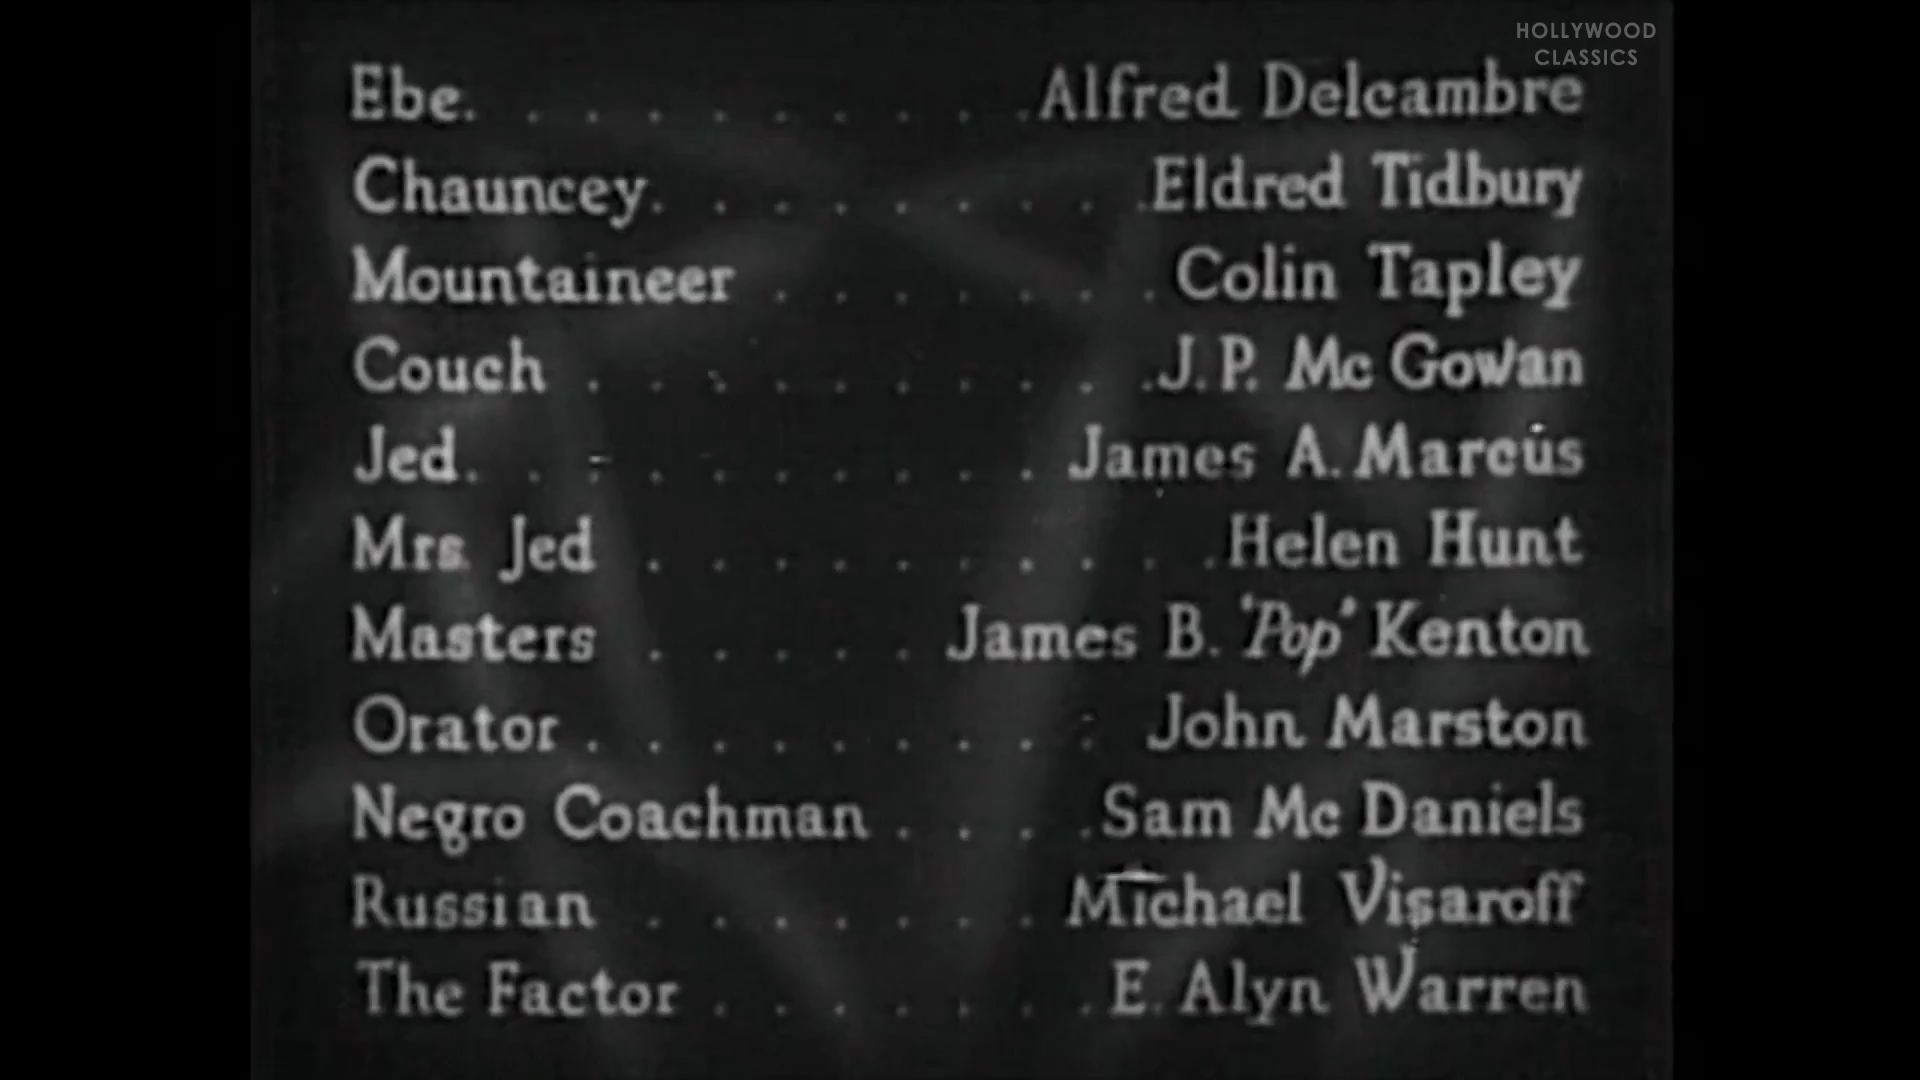 HOLLYWOOD
CLASSICS
Ebe. . . . . . . . . . Alfred Delcambre
Chauncey. . . . . . . . . Eldred Tidbury
Mountaineer . . . . . . . Colin Tapley
Couch . . . . . . . . . . J. P. Mc Gowan
Jed. . . . . . . . . . James A. Marcus
Mrs. Jed . . . . . . . . . . Helen Hunt
Masters . . . . . James B. 'Pop' Kenton
Orator . . . . . . . . . John Marston
Negro Coachman . . . . Sam Mc Daniels
Russian . . . . . . . Michael Visaroff
The Factor . . . . . . . E. Alyn Warren